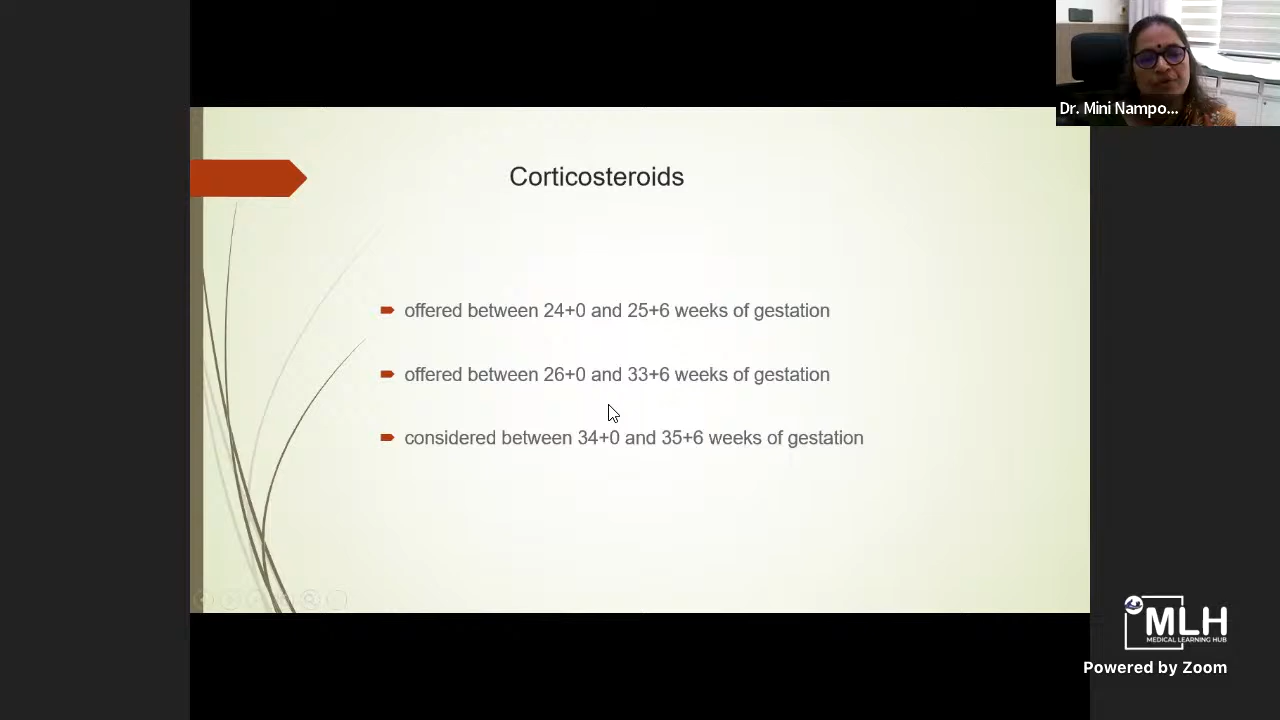 Dr. Mini Nampo...
Corticosteroids
offered between 24+0 and 25+6 weeks of gestation
offered between 26+0 and 33+6 weeks of gestation
considered between 34+0 and 35+6 weeks of gestation
MLH
MEDICAL LEARNING HUB
Powered by Zoom